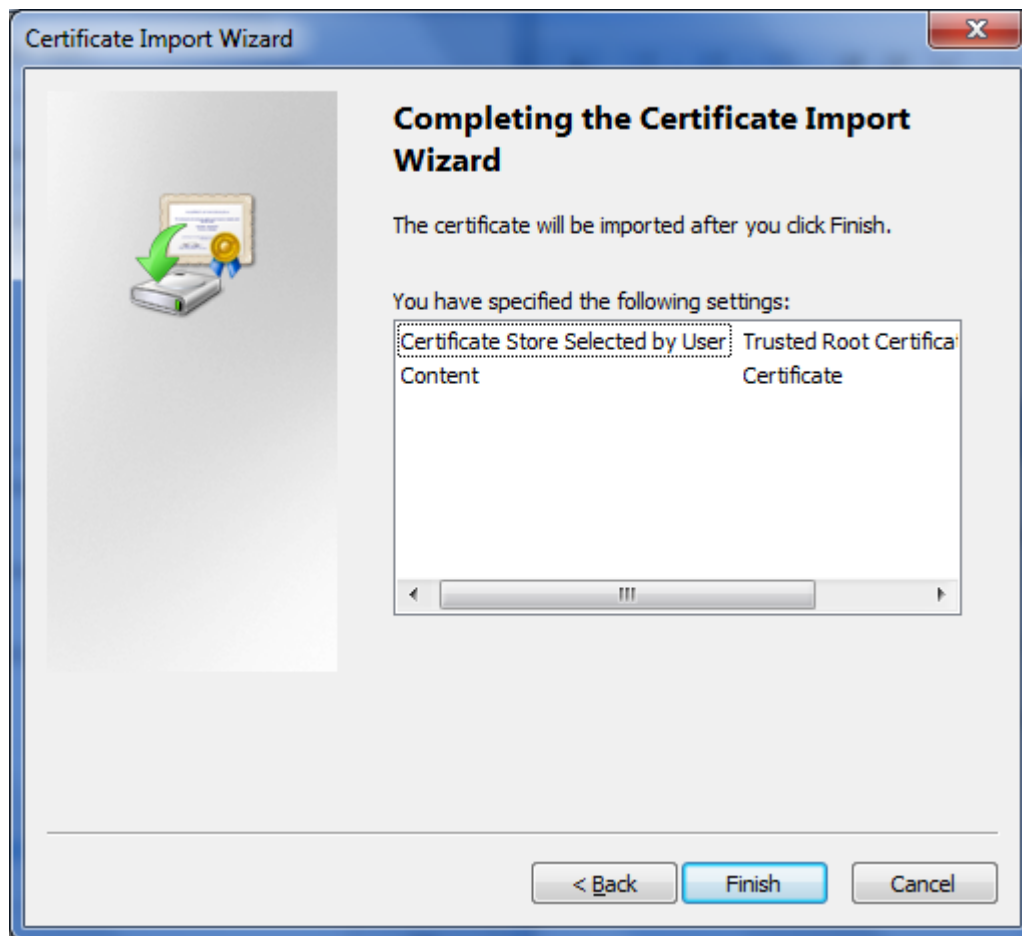 Certificate Import Wizard
Completing the Certificate Import
Wizard
The certificate will be imported after you click Finish.
You have specified the following settings:
Certificate Store Selected by User Trusted Root Certifica
Content Certificate
< Back Finish Cancel